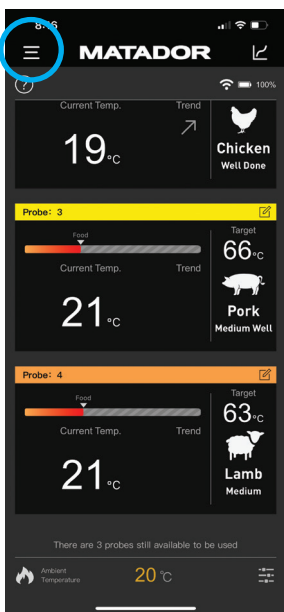 MATADOR
100%
Current Temp.
Trend
19°C
Chicken
Well Done
Probe: 3
Food
Target
66°C
Current Temp.
Trend
21°C
Pork
Medium Well
Probe: 4
Food
Target
63°C
Current Temp.
Trend
21°C
Lamb
Medium
There are 3 probes still available to be used
Ambiant
Temperature
20°C